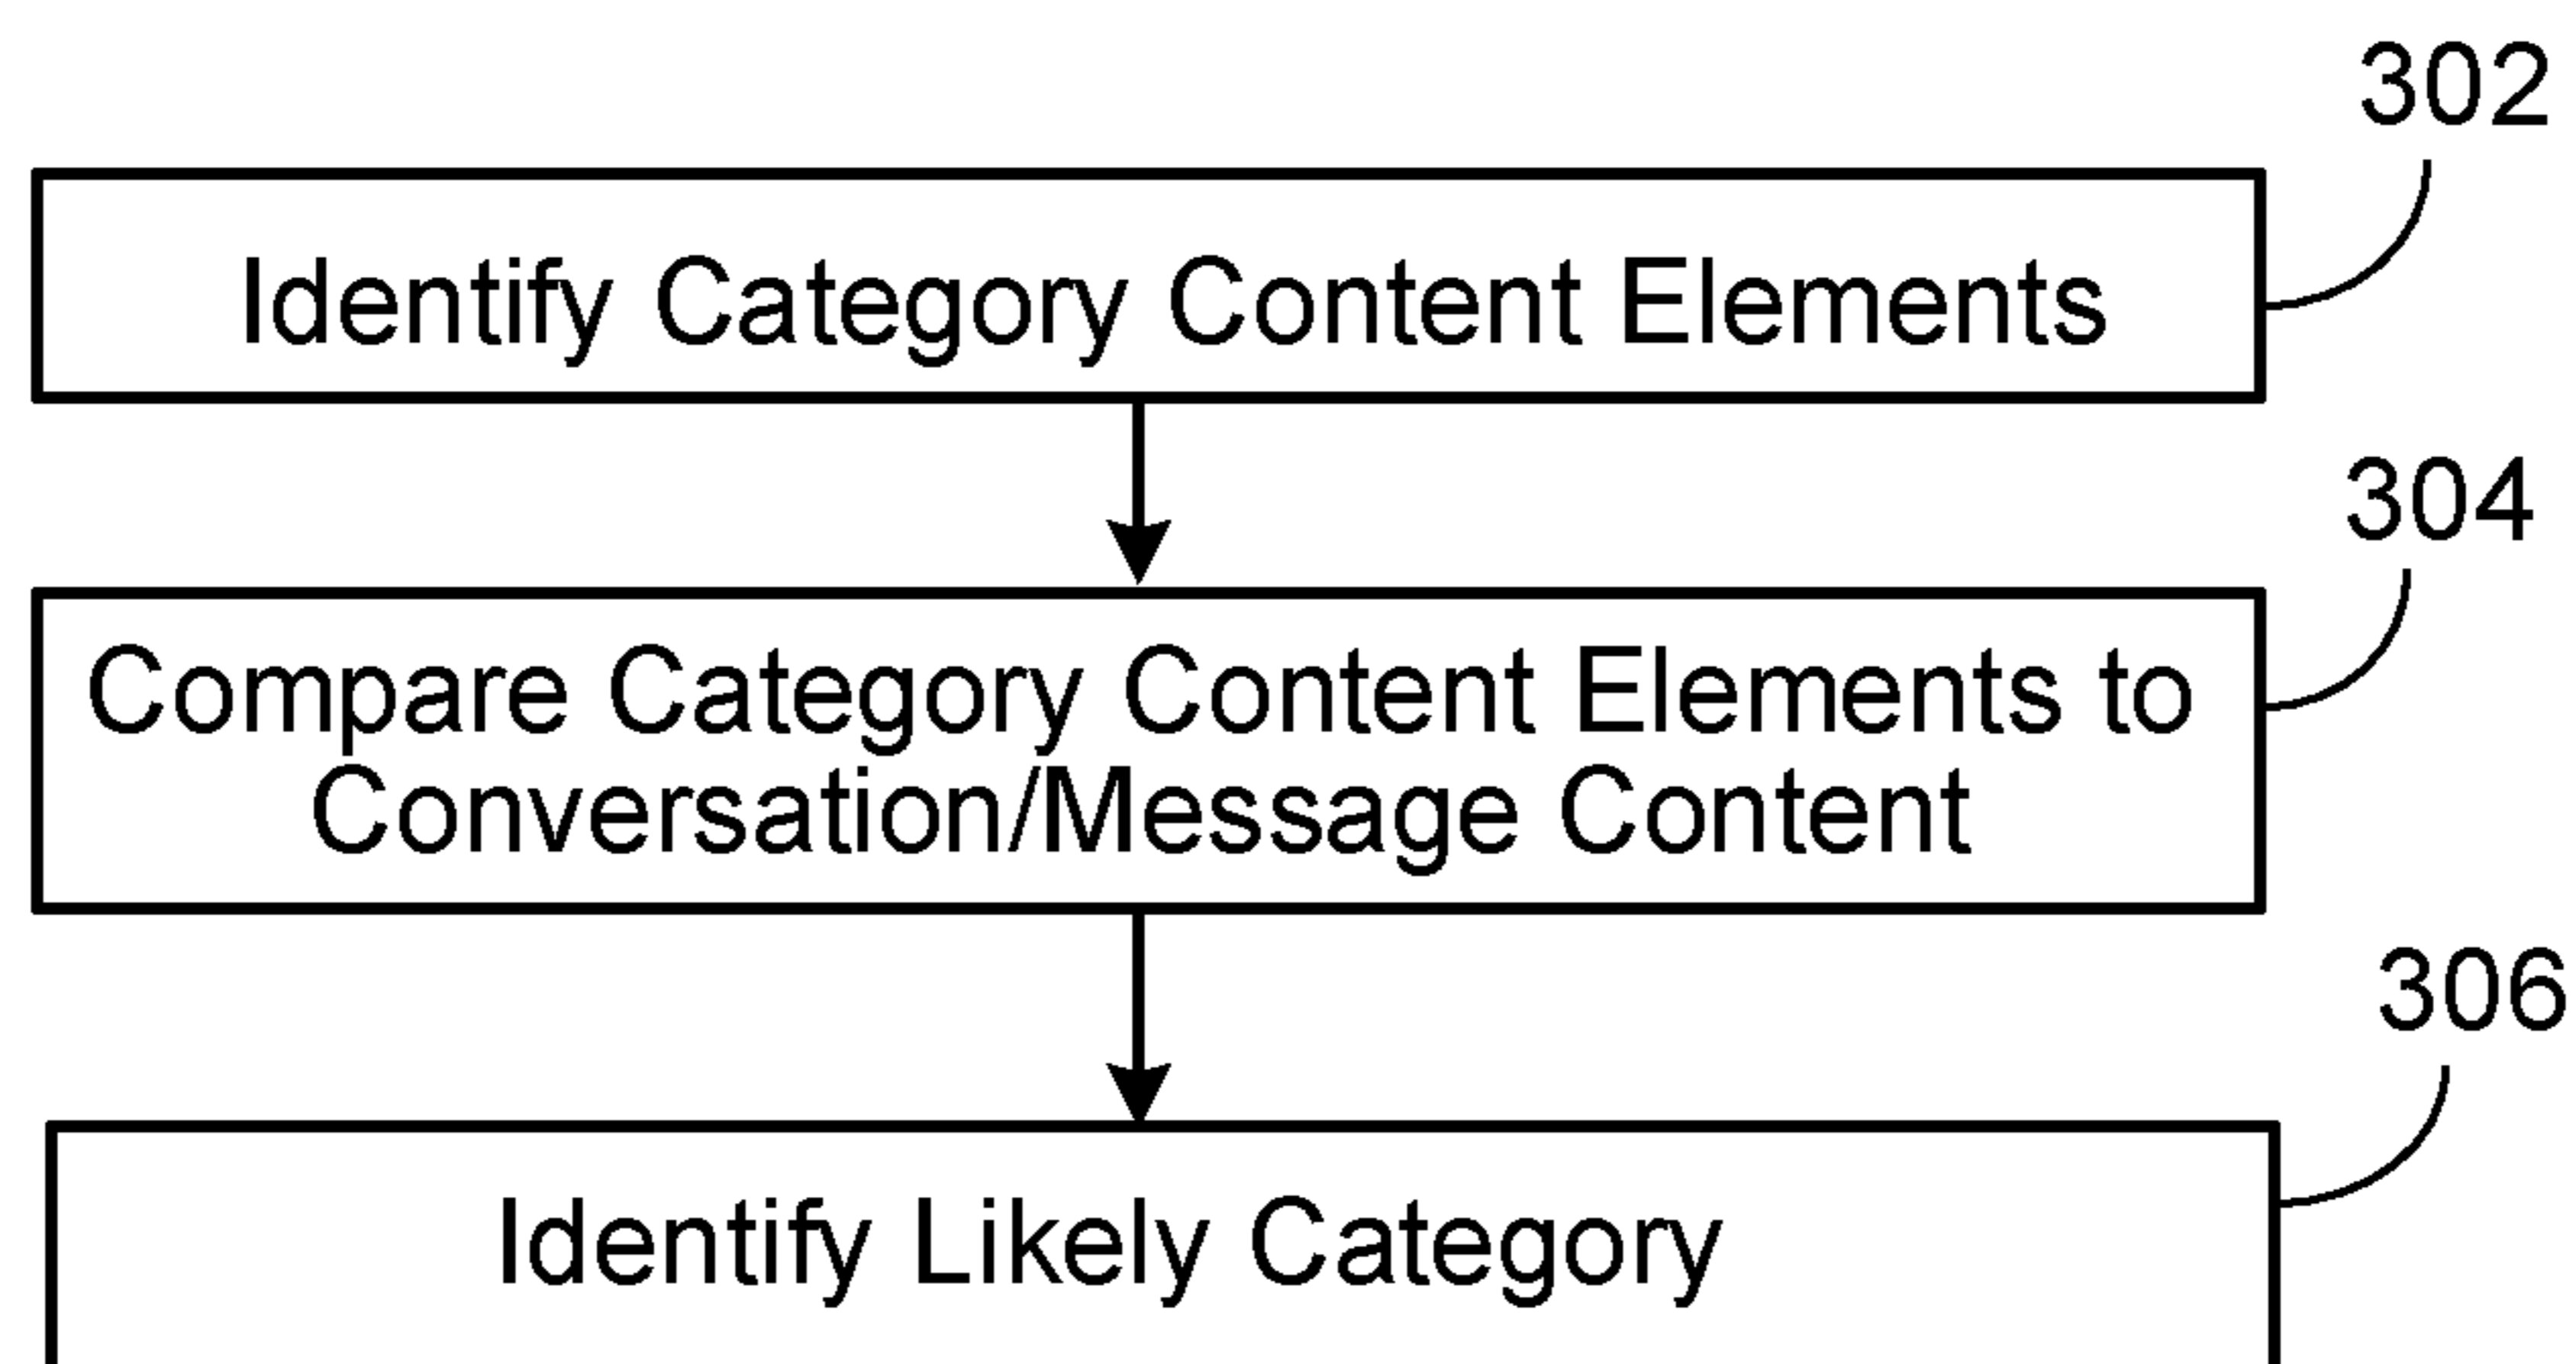 302
Identify Category Content Elements
304
Compare Category Content Elements to
Conversation/Message Content
306
Identify Likely Category